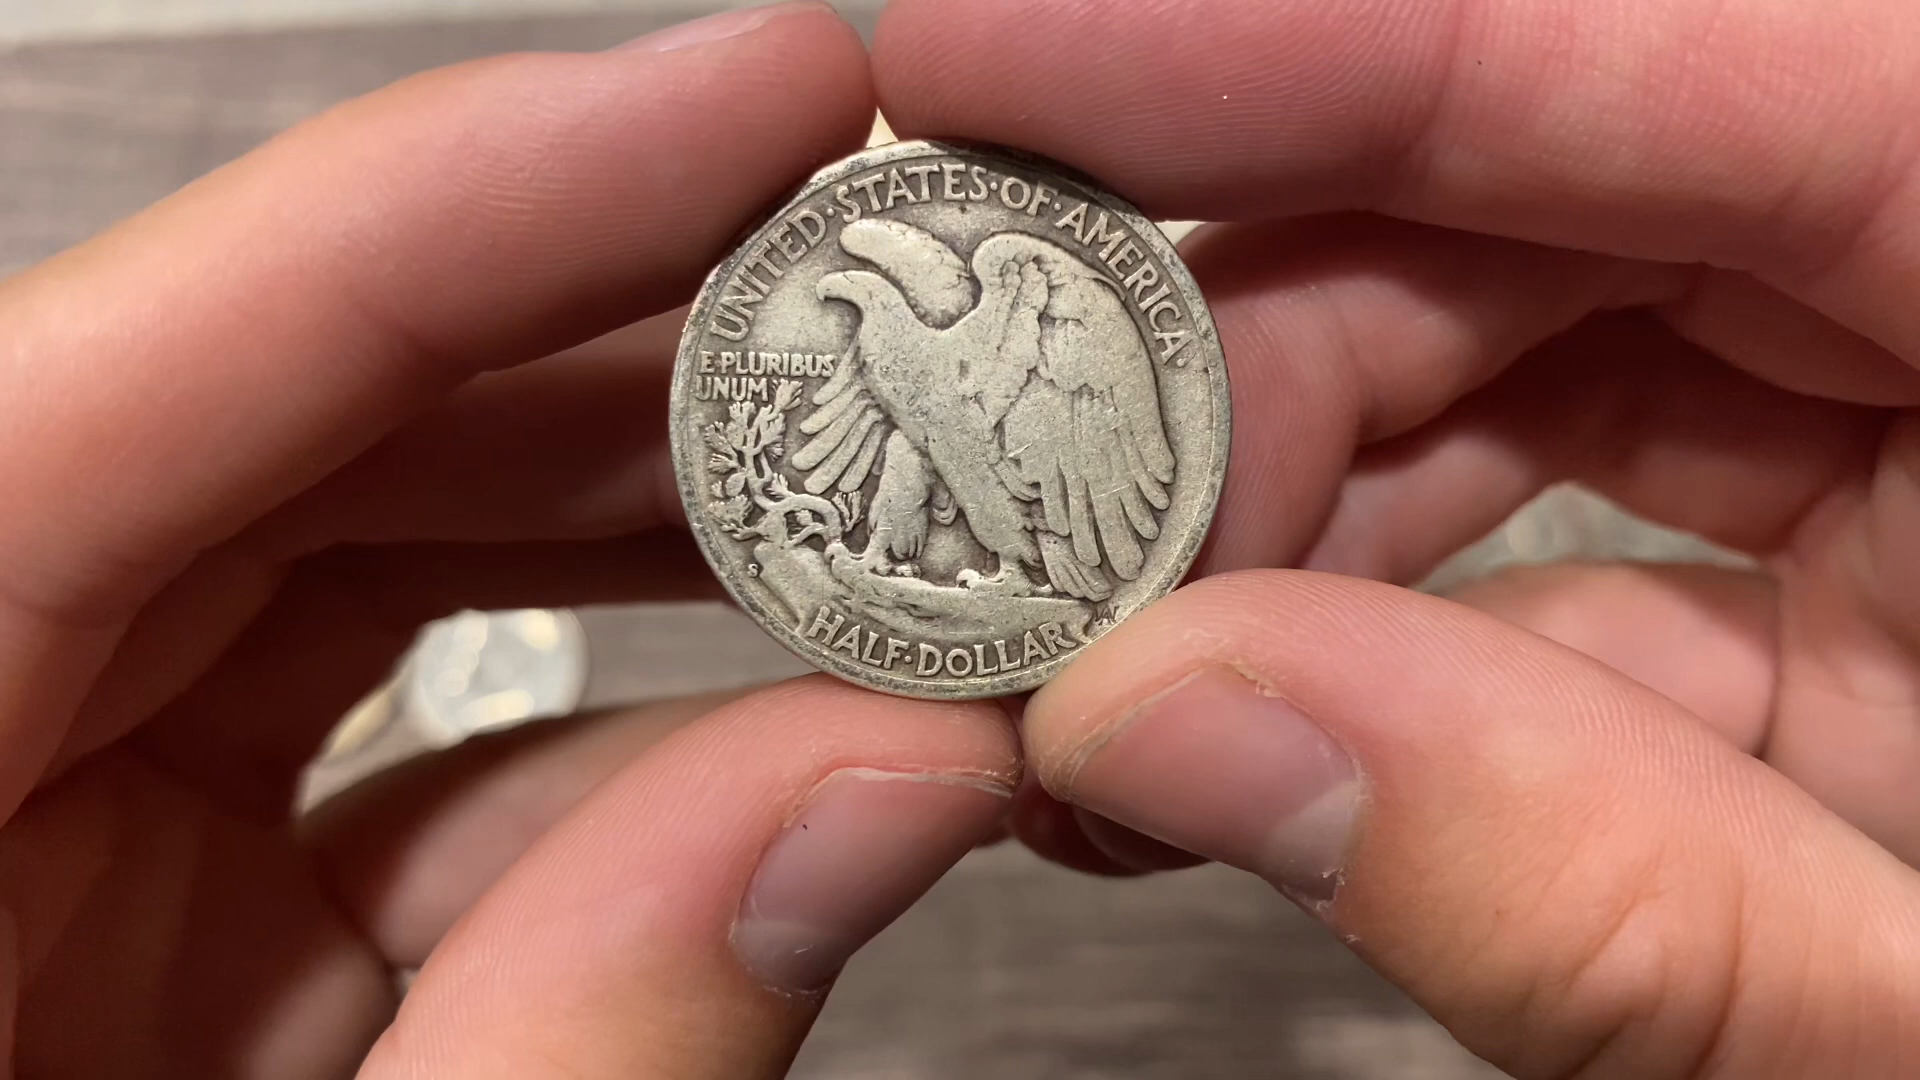 UNITED·STATES·OF·AMERICA·
E·PLURIBUS
UNUM
S
HALF·DOLLAR
AW